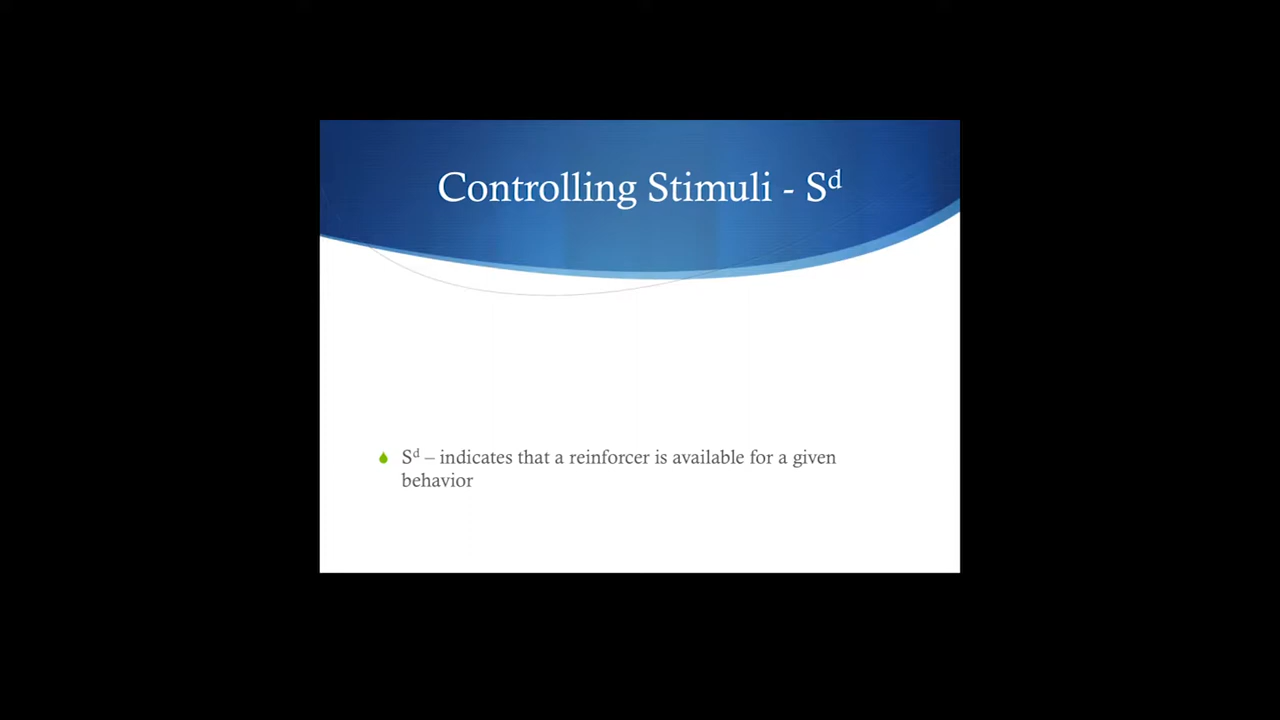 Controlling Stimuli - Sᵈ
Sᵈ – indicates that a reinforcer is available for a given
behavior